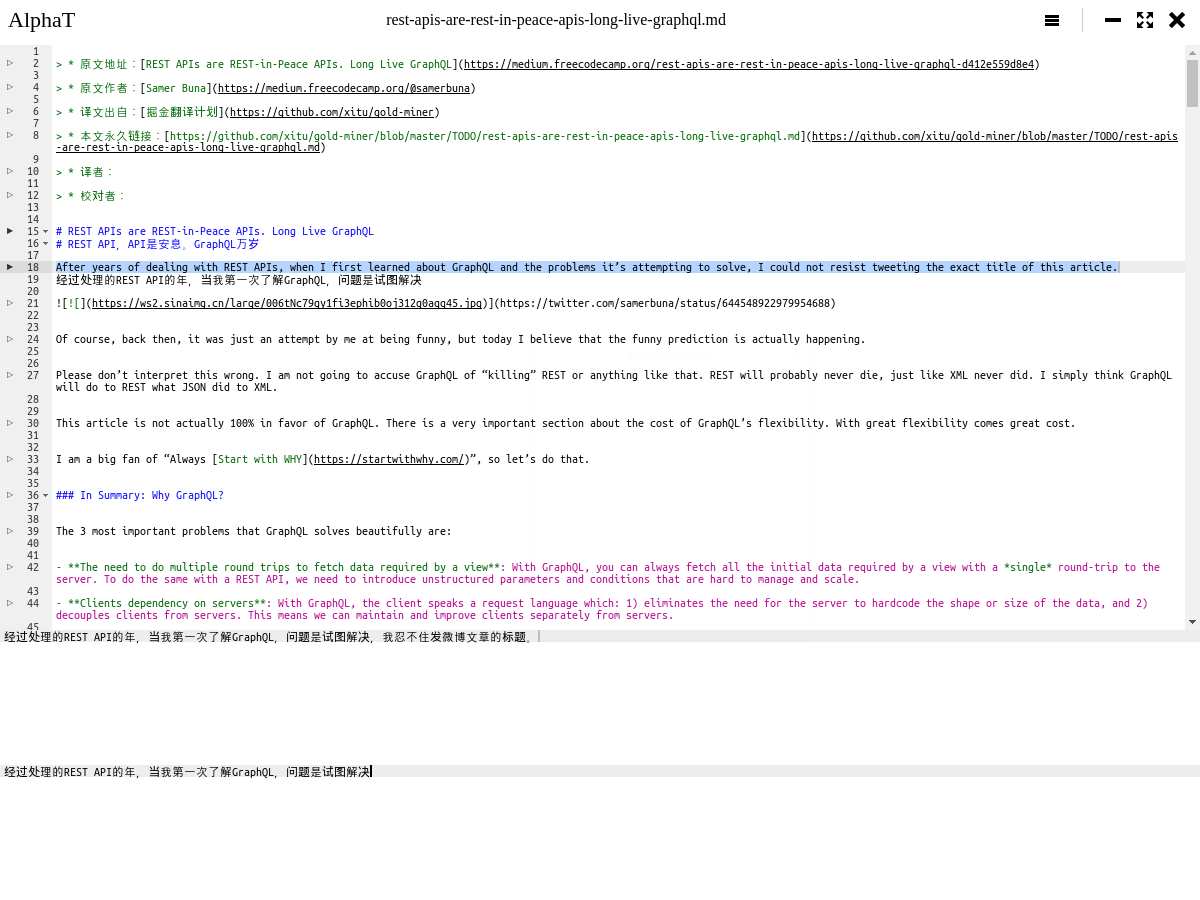 AlphaT
rest-apis-are-rest-in-peace-apis-long-live-graphql.md
1
2 > * 原文地址：[REST APIs are REST-in-Peace APIs. Long Live GraphQL](https://medium.freecodecamp.org/rest-apis-are-rest-in-peace-apis-long-live-graphql-d412e559d8e4)
3
4 > * 原文作者：[Samer Buna](https://medium.freecodecamp.org/@samerbuna)
5
6 > * 译文出自：[掘金翻译计划](https://github.com/xitu/gold-miner)
7
8 > * 本文永久链接：[https://github.com/xitu/gold-miner/blob/master/TODO/rest-apis-are-rest-in-peace-apis-long-live-graphql.md](https://github.com/xitu/gold-miner/blob/master/TODO/rest-apis
-are-rest-in-peace-apis-long-live-graphql.md)
9
10 > * 译者：
11
12 > * 校对者：
13
14
15 # REST APIs are REST-in-Peace APIs. Long Live GraphQL
16 # REST API，API是安息。GraphQL万岁
17
18 After years of dealing with REST APIs, when I first learned about GraphQL and the problems it’s attempting to solve, I could not resist tweeting the exact title of this article.
19 经过处理的REST API的年，当我第一次了解GraphQL，问题是试图解决
20
21 ![![](https://ws2.sinaimg.cn/large/006tNc79gy1fi3ephib0oj312g0aqq45.jpg)](https://twitter.com/samerbuna/status/644548922979954688)
22
23
24 Of course, back then, it was just an attempt by me at being funny, but today I believe that the funny prediction is actually happening.
25
26
27 Please don’t interpret this wrong. I am not going to accuse GraphQL of “killing” REST or anything like that. REST will probably never die, just like XML never did. I simply think GraphQL
will do to REST what JSON did to XML.
28
29
30 This article is not actually 100% in favor of GraphQL. There is a very important section about the cost of GraphQL’s flexibility. With great flexibility comes great cost.
31
32
33 I am a big fan of “Always [Start with WHY](https://startwithwhy.com/)”, so let’s do that.
34
35
36 ### In Summary: Why GraphQL?
37
38
39 The 3 most important problems that GraphQL solves beautifully are:
40
41
42 - **The need to do multiple round trips to fetch data required by a view**: With GraphQL, you can always fetch all the initial data required by a view with a *single* round-trip to the
server. To do the same with a REST API, we need to introduce unstructured parameters and conditions that are hard to manage and scale.
43
44 - **Clients dependency on servers**: With GraphQL, the client speaks a request language which: 1) eliminates the need for the server to hardcode the shape or size of the data, and 2)
decouples clients from servers. This means we can maintain and improve clients separately from servers.
45
经过处理的REST API的年，当我第一次了解GraphQL，问题是试图解决，我忍不住发微博文章的标题。
经过处理的REST API的年，当我第一次了解GraphQL，问题是试图解决